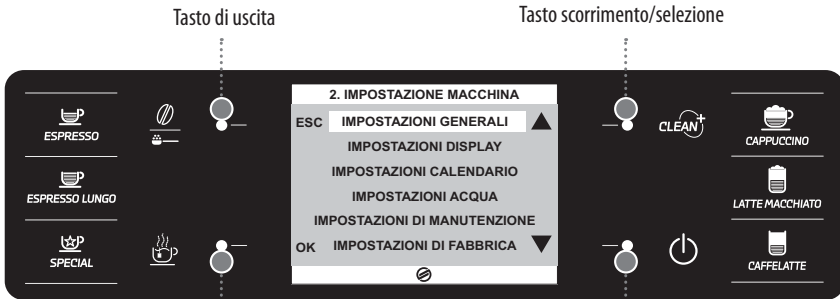 Tasto di uscita
Tasto scorrimento/selezione
2. IMPOSTAZIONE MACCHINA
ESC IMPOSTAZIONI GENERALI
IMPOSTAZIONI DISPLAY
IMPOSTAZIONI CALENDARIO
IMPOSTAZIONI ACQUA
IMPOSTAZIONI DI MANUTENZIONE
OK IMPOSTAZIONI DI FABBRICA
ESPRESSO
ESPRESSO LUNGO
SPECIAL
CLEAN+
CAPPUCCINO
LATTE MACCHIATO
CAFFELATTE